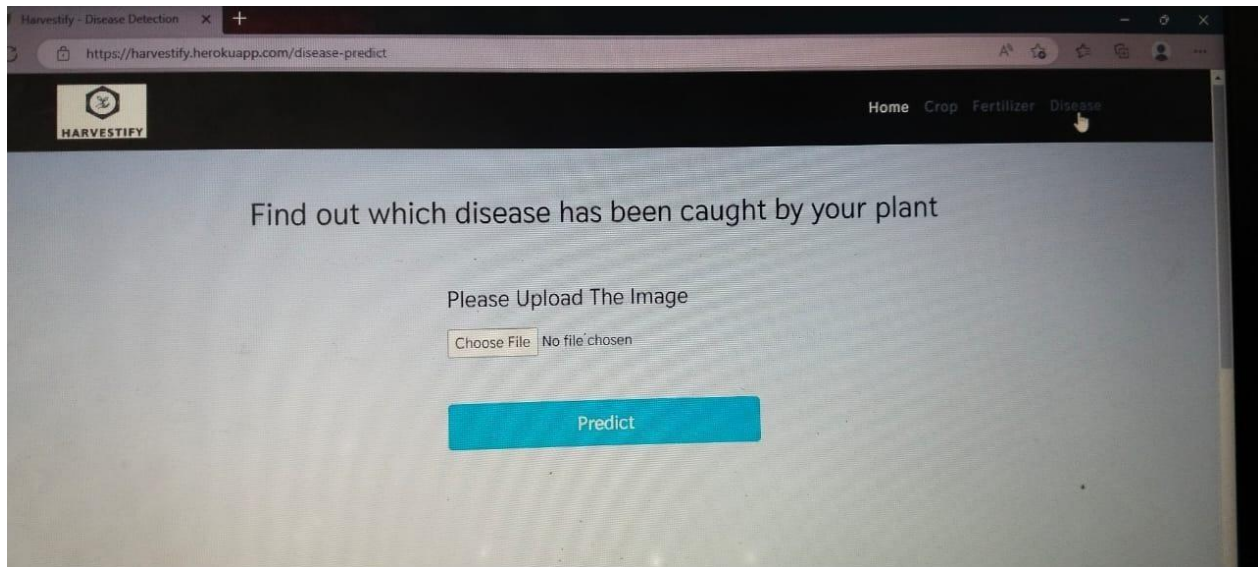 Harvestify - Disease Detection
https://harvestify.herokuapp.com/disease-predict
HARVESTIFY
Home Crop Fertilizer Disease
Find out which disease has been caught by your plant
Please Upload The Image
Choose File No file chosen
Predict